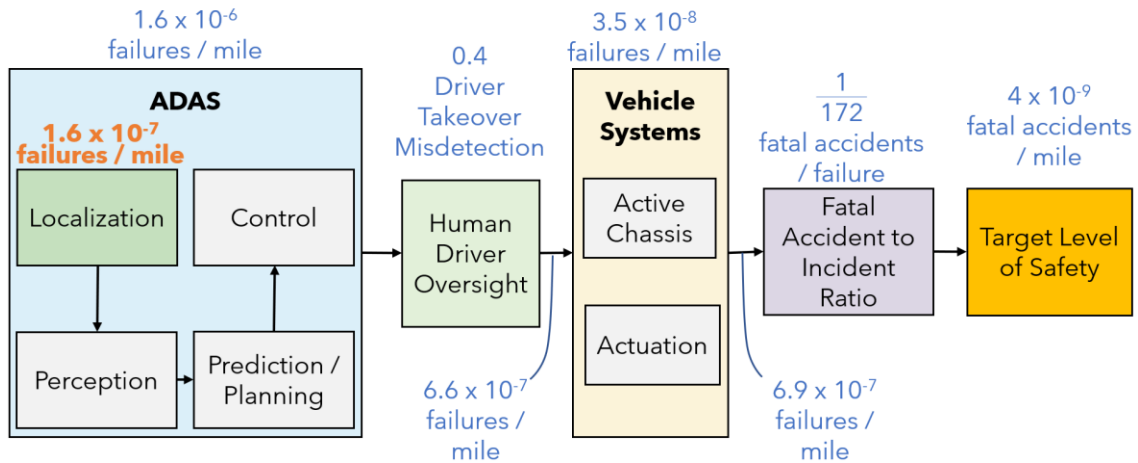 1.6 x 10⁻⁶
failures / mile
ADAS
1.6 x 10⁻⁷
failures / mile
Localization
Control
Perception
Prediction /
Planning
0.4
Driver
Takeover
Misdetection
Human
Driver
Oversight
6.6 x 10⁻⁷
failures /
mile
3.5 x 10⁻⁸
failures / mile
Vehicle
Systems
Active
Chassis
Actuation
6.9 x 10⁻⁷
failures /
mile
1
172
fatal accidents
/ failure
Fatal
Accident to
Incident
Ratio
4 x 10⁻⁹
fatal accidents
/ mile
Target Level
of Safety